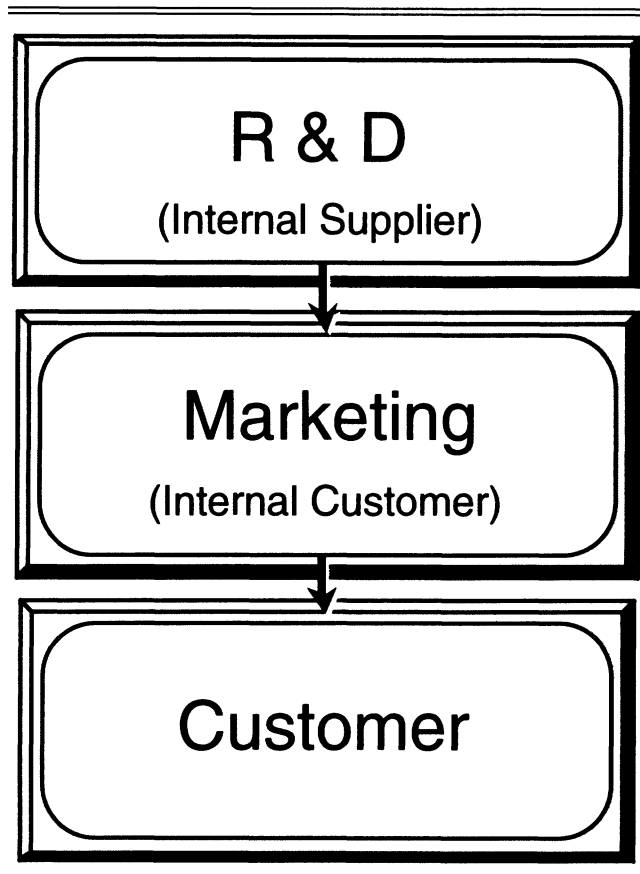 R & D
(Internal Supplier)
Marketing
(Internal Customer)
Customer